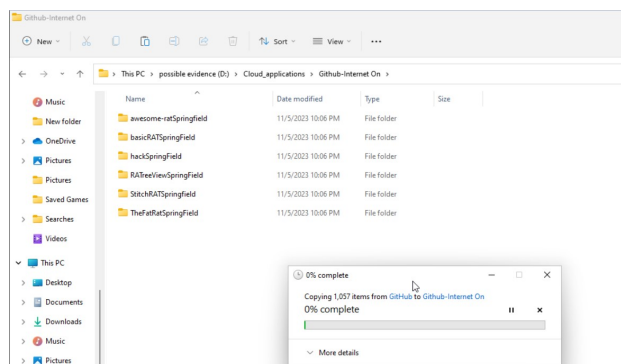 Github-Internet On
New
Sort
View
This PC > possible evidence (D:) > Cloud_applications > Github-Internet On >
Name
Date modified
Type
Size
Music
New folder
OneDrive
Pictures
Pictures
Saved Games
Searches
Videos
This PC
Desktop
Documents
Downloads
Music
Pictures
awesome-ratSpringfield 11/5/2023 10:06 PM File folder
basicRATSpringField 11/5/2023 10:06 PM File folder
hackSpringField 11/5/2023 10:06 PM File folder
RATreeViewSpringField 11/5/2023 10:06 PM File folder
StitchRATSpringfield 11/5/2023 10:06 PM File folder
TheFatRatSpringField 11/5/2023 10:06 PM File folder
0% complete
Copying 1,057 items from GitHub to Github-Internet On
0% complete
More details